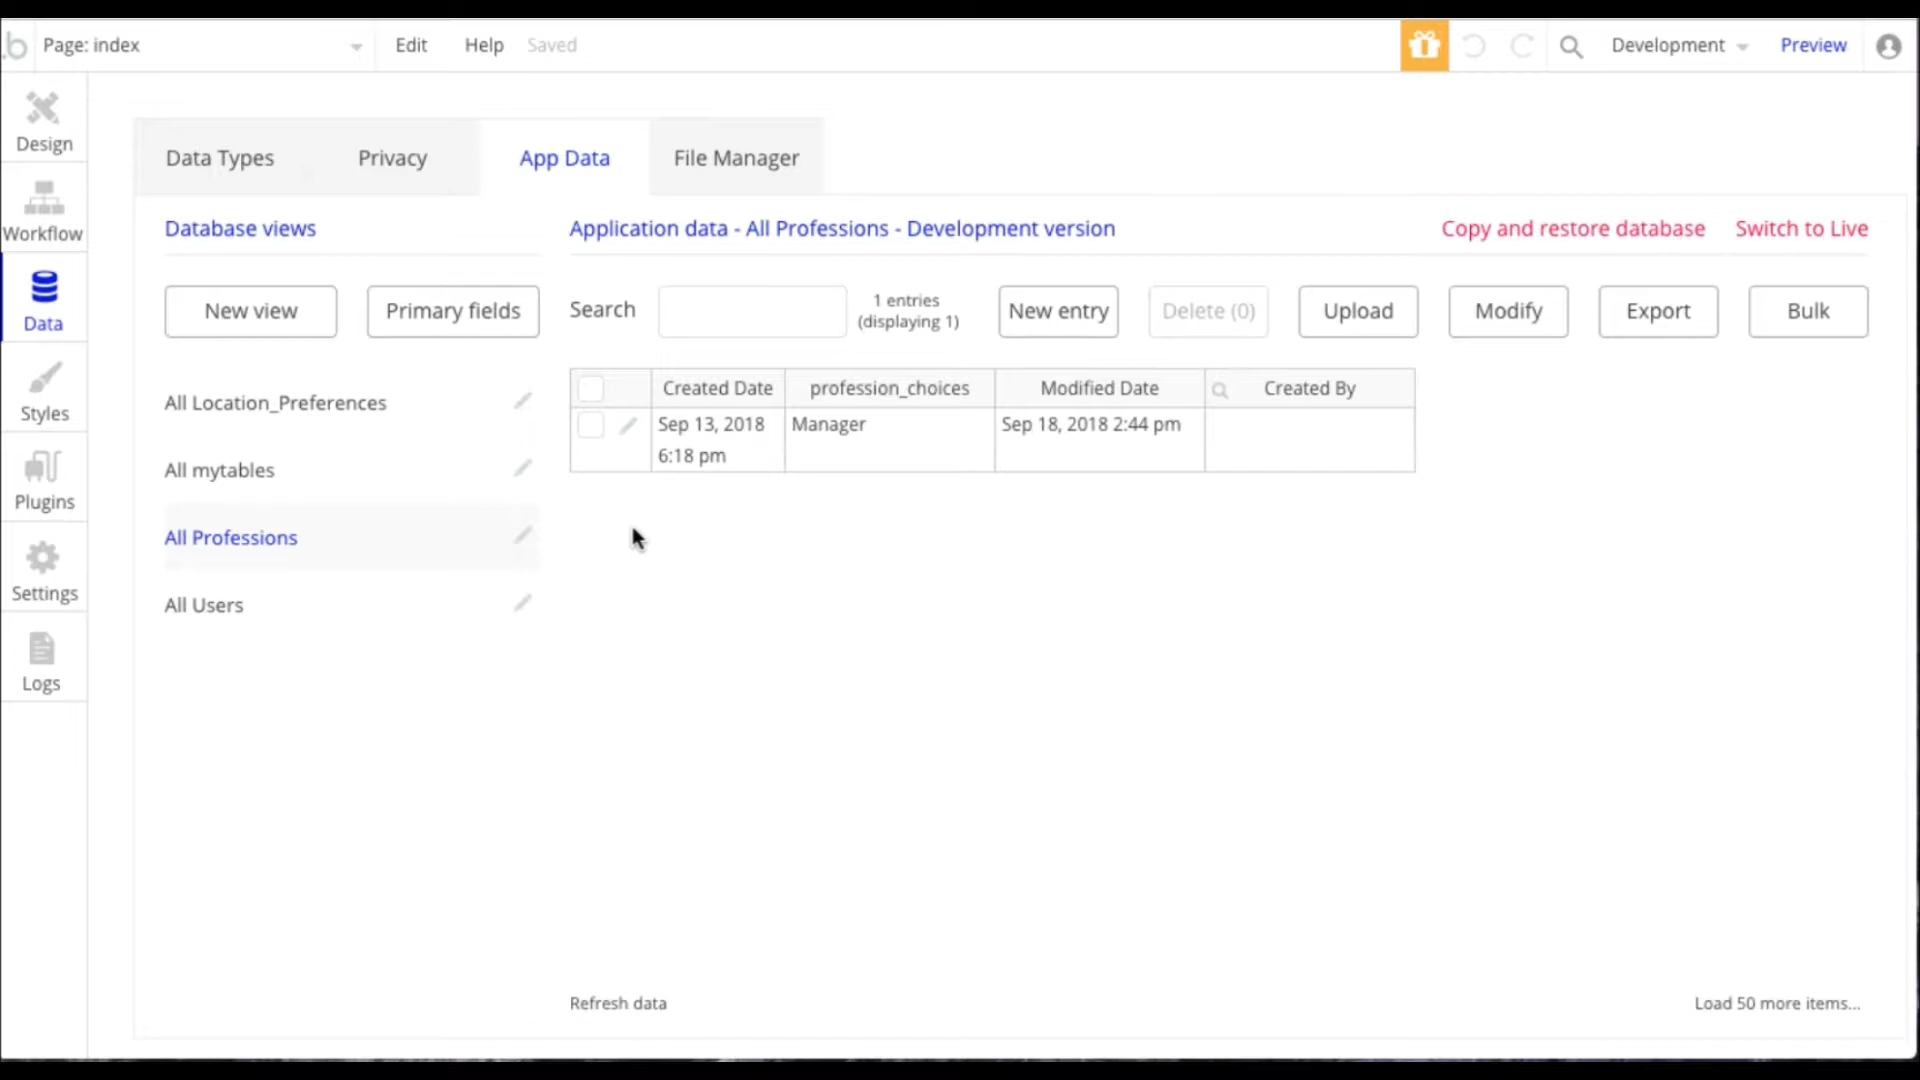 Page: index
Edit
Help
Saved
Development
Preview
Design
Workflow
Data
Styles
Plugins
Settings
Logs
Data Types
Privacy
App Data
File Manager
Database views
Application data - All Professions - Development version
Copy and restore database
Switch to Live
New view
Primary fields
Search
1 entries
(displaying 1)
New entry
Delete (0)
Upload
Modify
Export
Bulk
All Location_Preferences
All mytables
All Professions
All Users
Created Date
profession_choices
Modified Date
Created By
Sep 13, 2018
6:18 pm
Manager
Sep 18, 2018 2:44 pm
Refresh data
Load 50 more items...